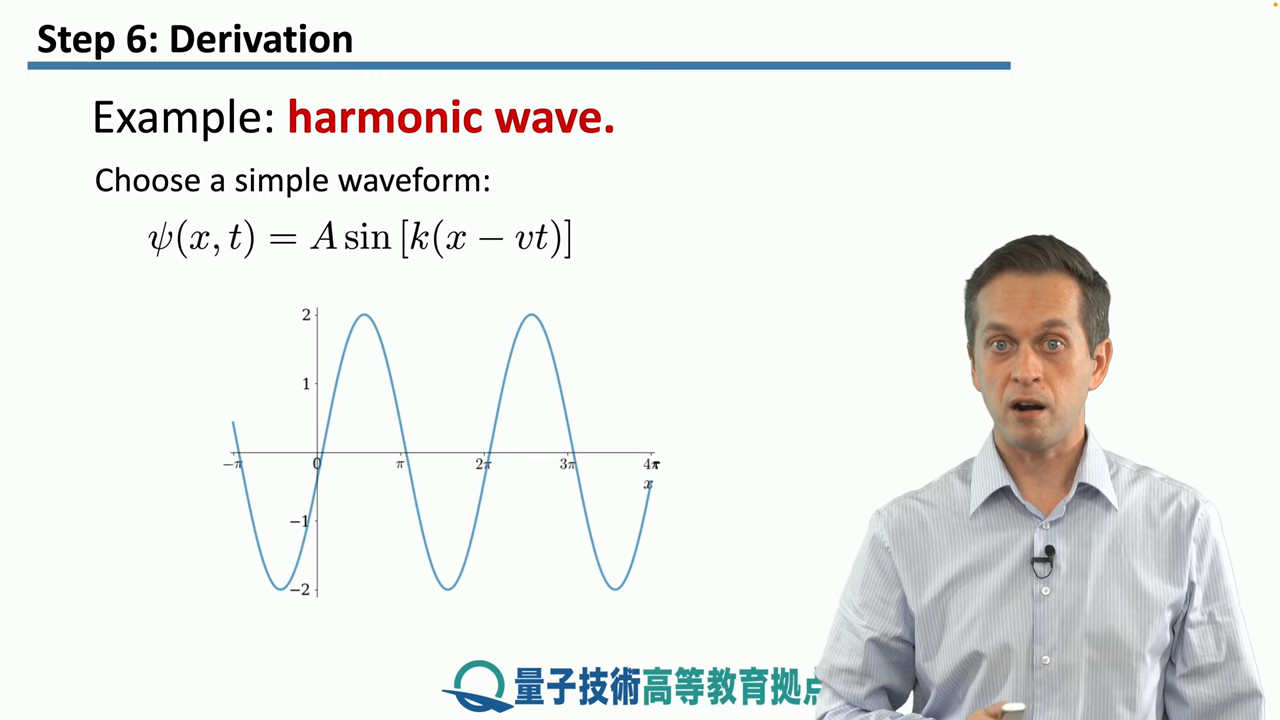 Step 6: Derivation
Example: harmonic wave.
Choose a simple waveform:
ψ(x, t) = A sin [k(x − vt)]
2
1
−π 0 π 2π 3π 4π
x
−1
−2
量子技術高等教育拠点